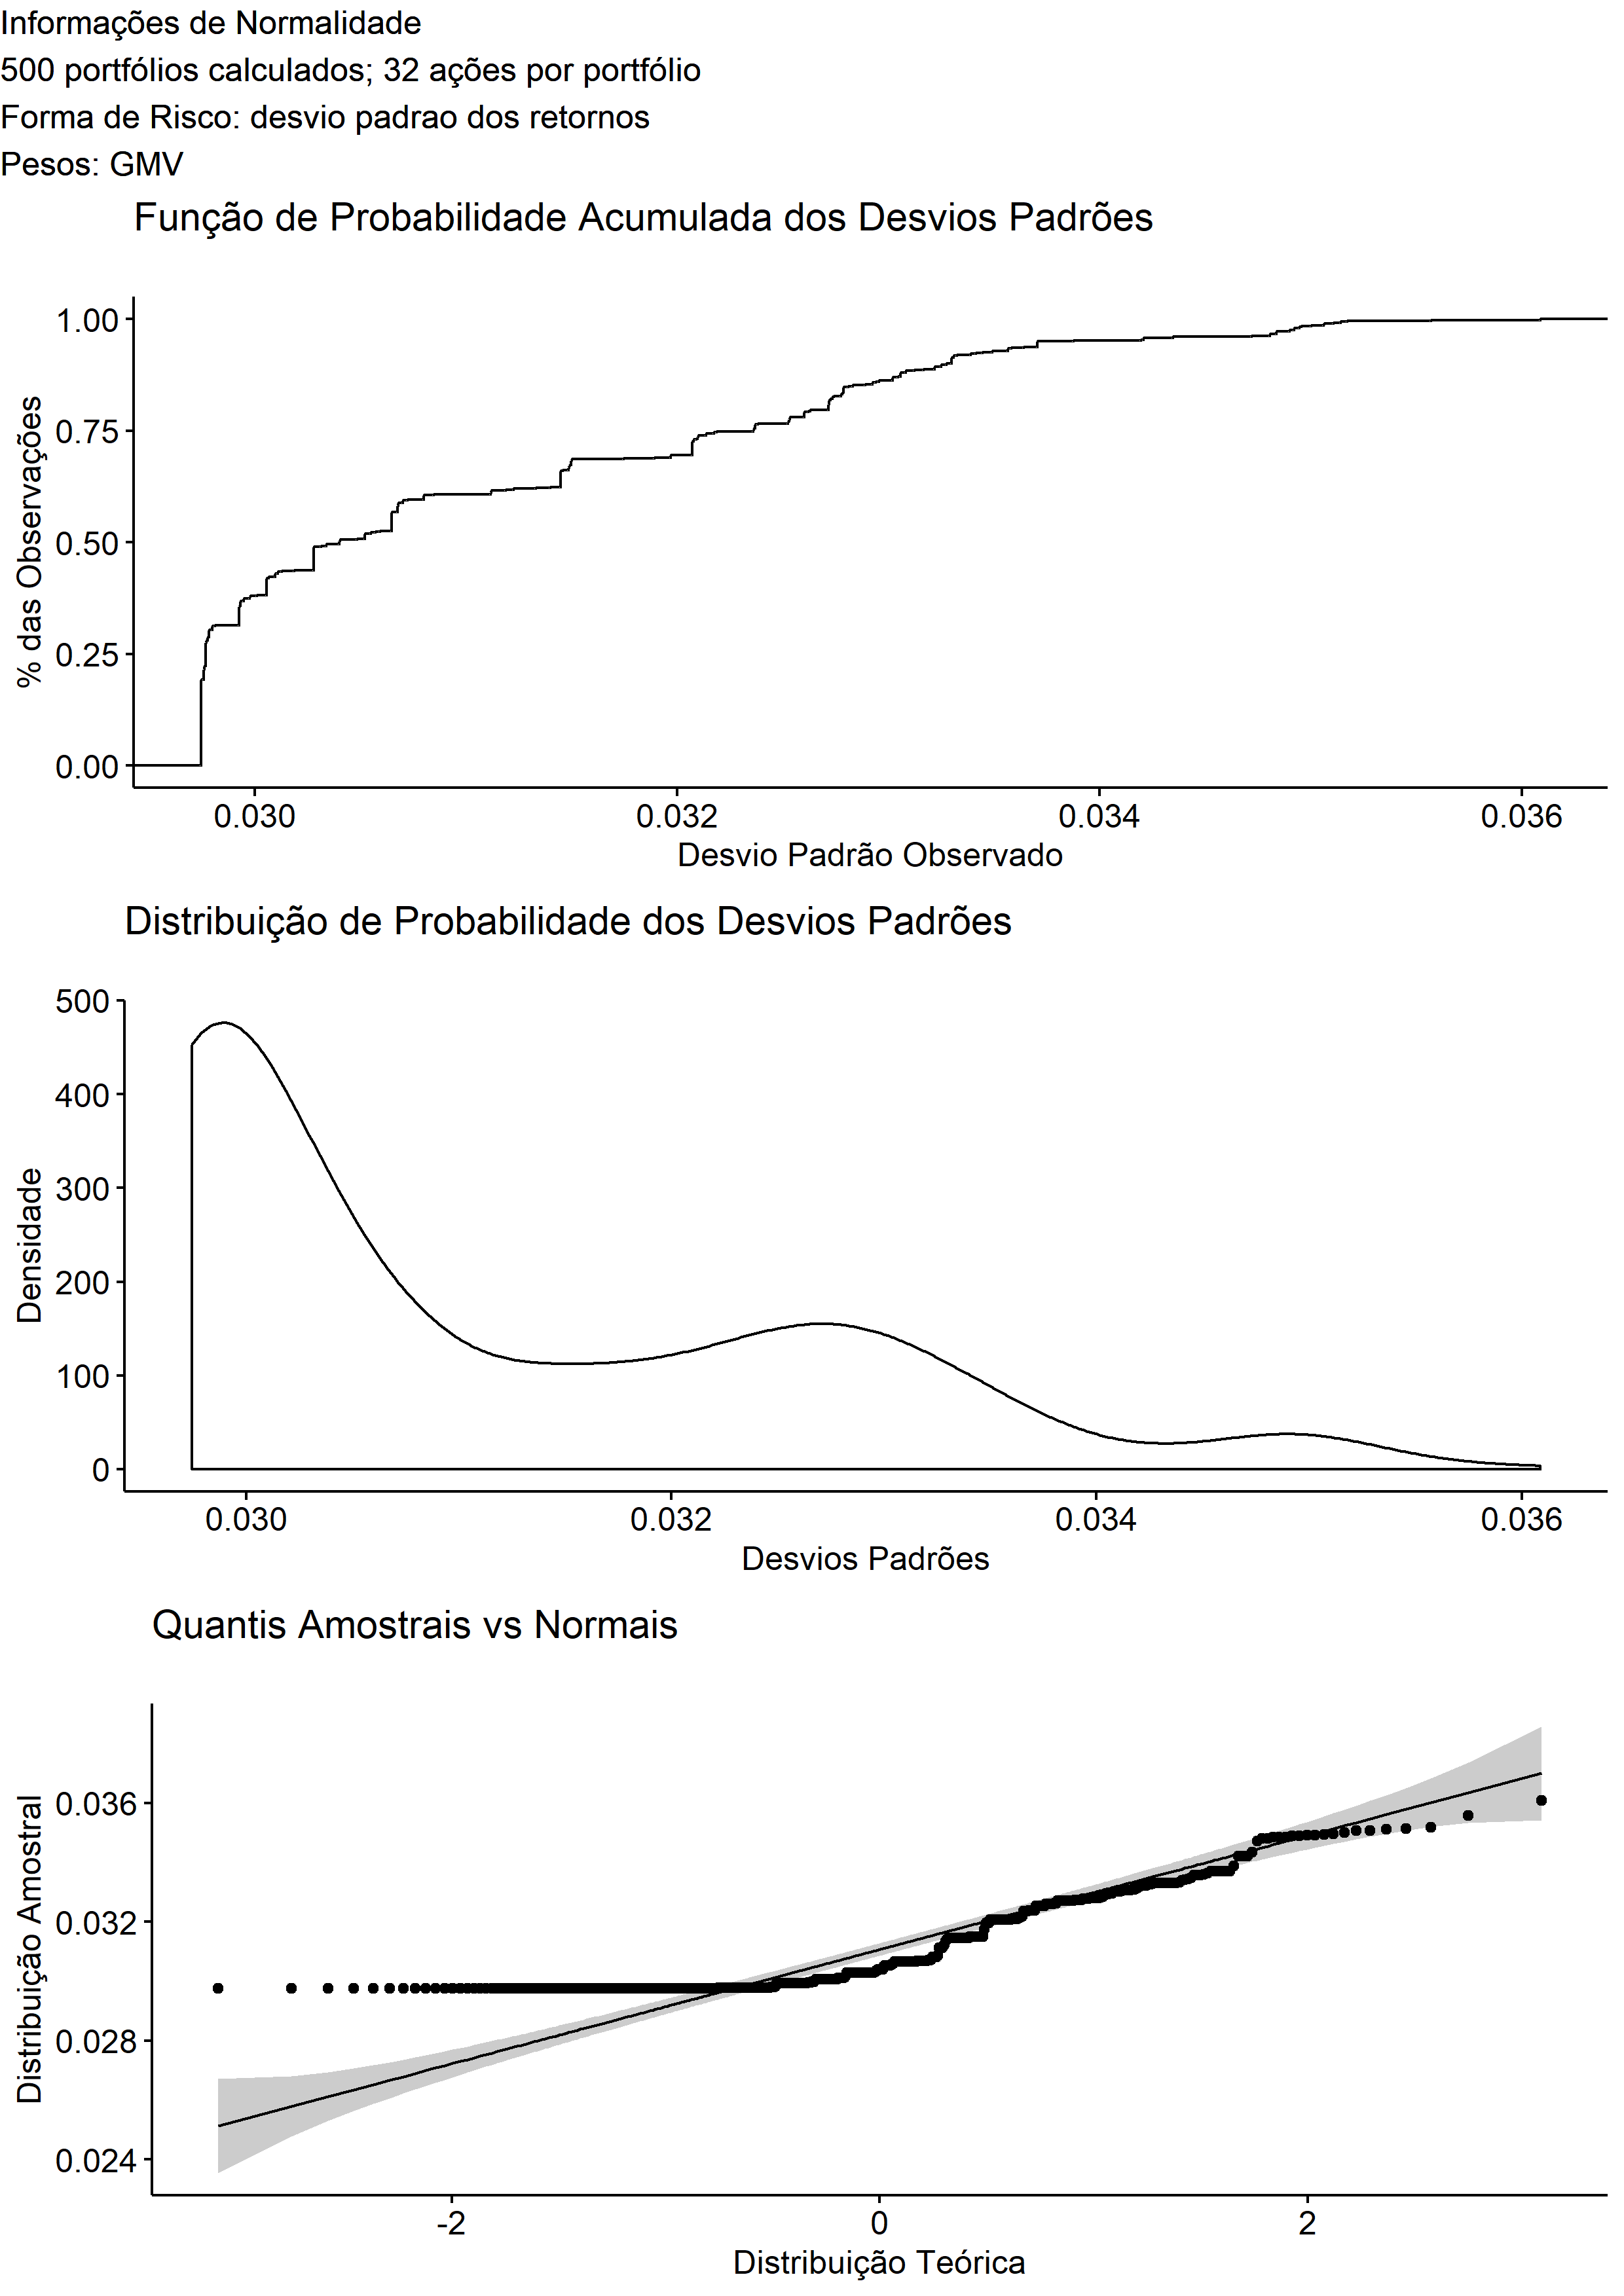 Informações de Normalidade
500 portfólios calculados; 32 ações por portfólio
Forma de Risco: desvio padrao dos retornos
Pesos: GMV
Função de Probabilidade Acumulada dos Desvios Padrões
% das Observações
1.00
0.75
0.50
0.25
0.00
0.030 0.032 0.034 0.036
Desvio Padrão Observado
Distribuição de Probabilidade dos Desvios Padrões
Densidade
500
400
300
200
100
0
0.030 0.032 0.034 0.036
Desvios Padrões
Quantis Amostrais vs Normais
Distribuição Amostral
0.036
0.032
0.028
0.024
-2 0 2
Distribuição Teórica